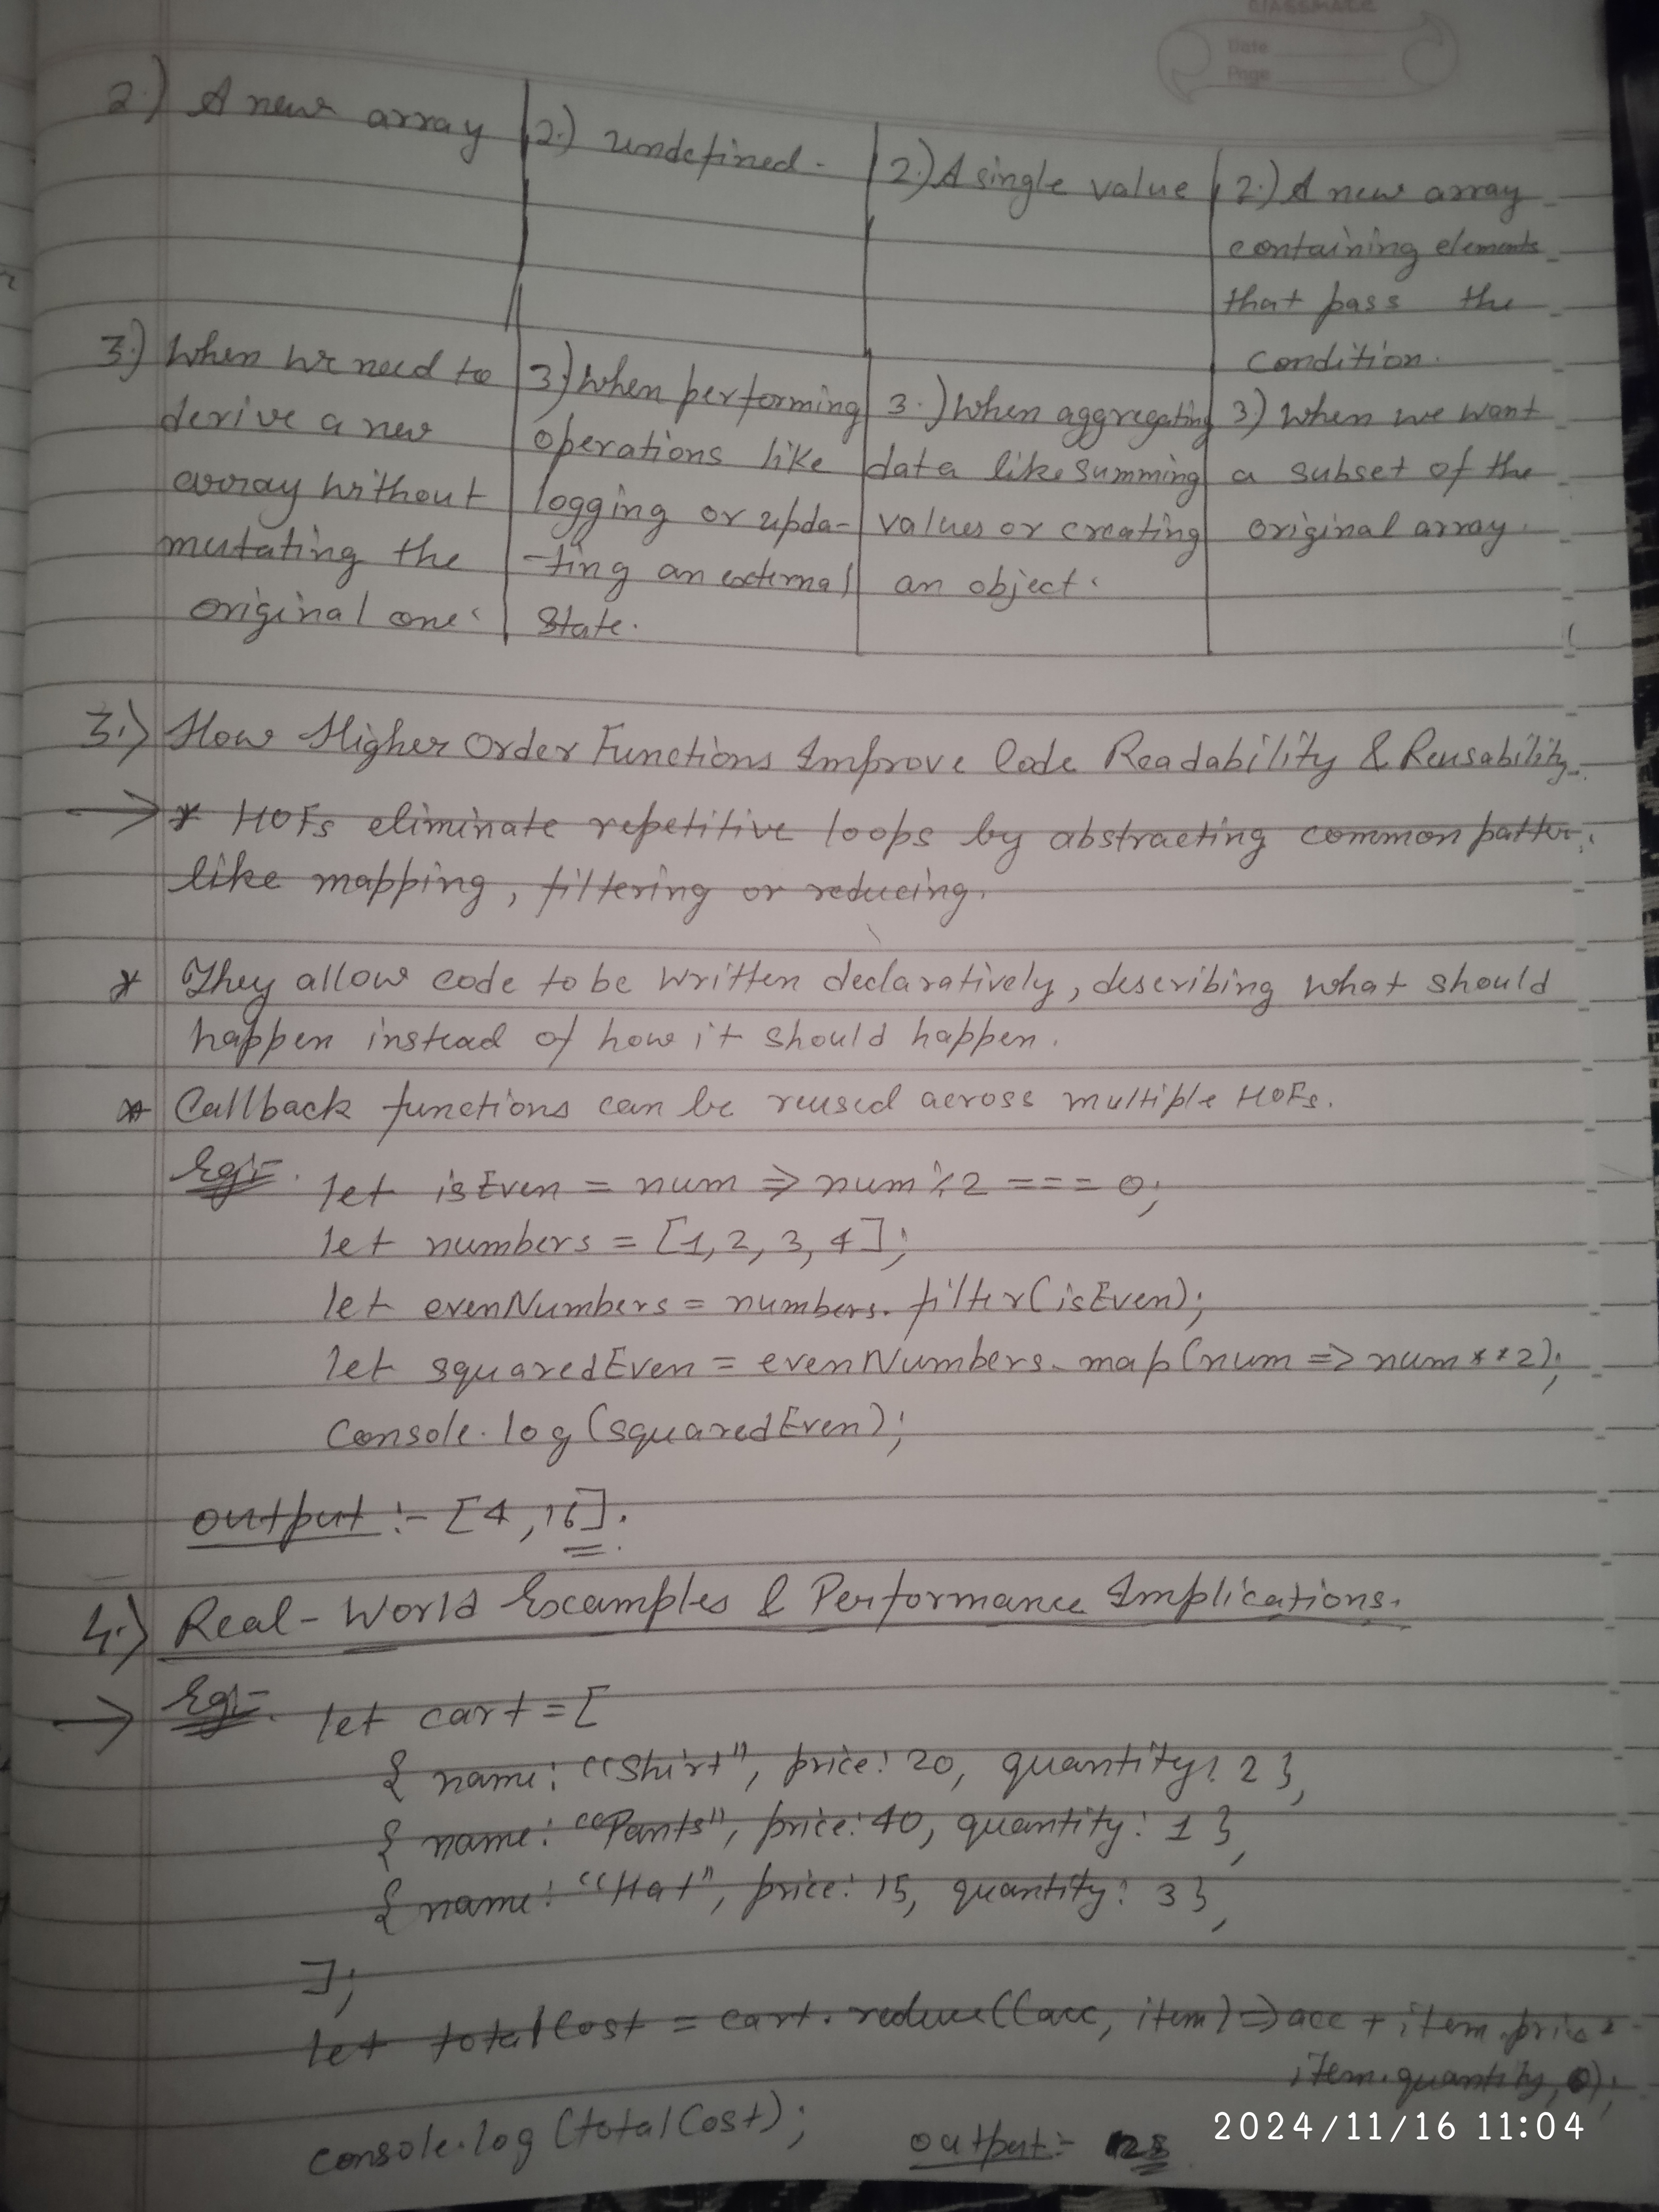 CLASSMATE
Date
Page
2.) A new array
2.) undefined.
2.) A single value
2.) A new array
containing elements
that pass the
condition.
3.) When we need to
derive a new
array without
mutating the
original one.
3.) When performing
operations like
logging or upda-
-ting an external
State.
3.) When aggregating
data like summing
values or creating
an object.
3.) When we want
a subset of the
original array.
3.) How Higher Order Functions Improve Code Readability & Reusability.
→ * HOFs eliminate repetitive loops by abstracting common
like mapping, filtering or reducing.
* They allow code to be written declaratively, describing what should
happen instead of how it should happen.
* Callback functions can be reused across multiple HOFs.
Eg:- let isEven = num => num % 2 === 0;
let numbers = [1, 2, 3, 4];
let evenNumbers = numbers.filter(isEven);
let squaredEven = evenNumbers.map(num => num ** 2);
Console.log(squaredEven);
output :- [4, 16].
4.) Real-World Examples & Performance Implications.
→ Eg:- let cart = [
{ name: "Shirt", price: 20, quantity: 2 },
{ name: "Pants", price: 40, quantity: 1 },
{ name: "Hat", price: 15, quantity: 3 },
];
let totalCost = cart.reduce((acc, item) => acc + item.price *
item.quantity, 0);
console.log(totalCost); output:-
2024/11/16 11:04